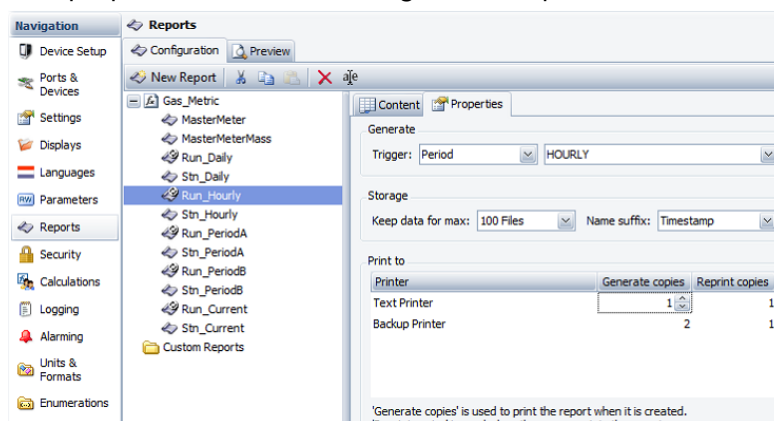 Navigation
Device Setup
Ports &
Devices
Settings
Displays
Languages
Parameters
Reports
Security
Calculations
Logging
Alarming
Units &
Formats
Enumerations
Reports
Configuration Preview
New Report
Gas_Metric
MasterMeter
MasterMeterMass
Run_Daily
Stn_Daily
Run_Hourly
Stn_Hourly
Run_PeriodA
Stn_PeriodA
Run_PeriodB
Stn_PeriodB
Run_Current
Stn_Current
Custom Reports
Content Properties
Generate
Trigger: Period HOURLY
Storage
Keep data for max: 100 Files Name suffix: Timestamp
Print to
Printer Generate copies Reprint copies
Text Printer 1 1
Backup Printer 2 1
'Generate copies' is used to print the report when it is created.